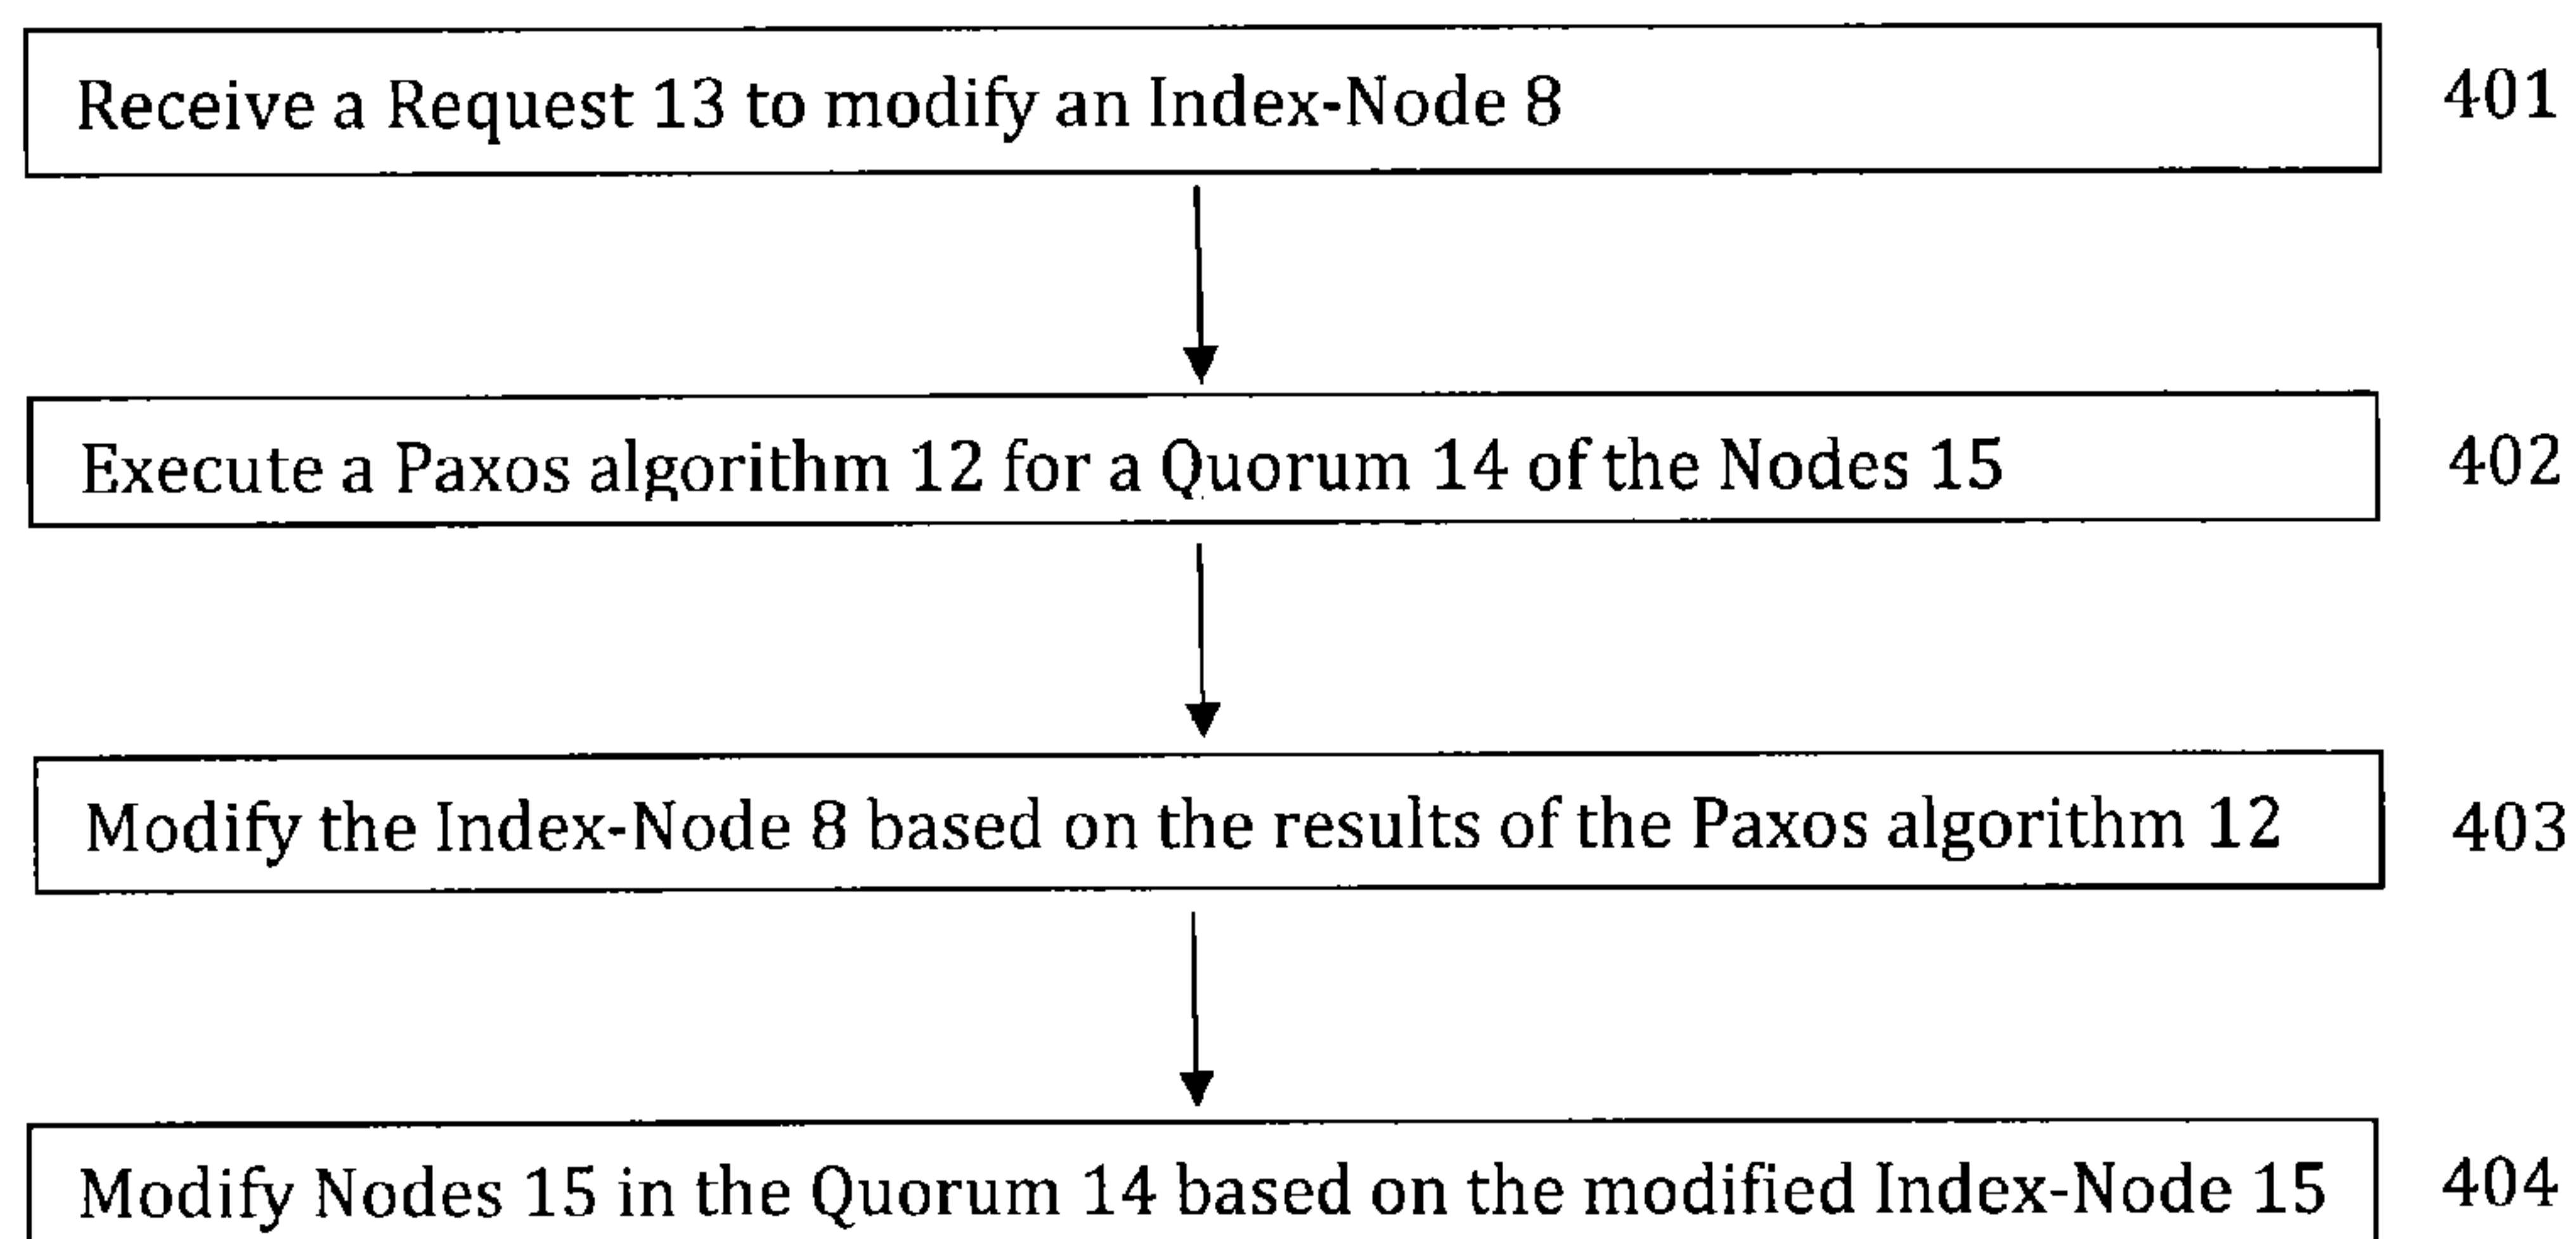 Receive a Request 13 to modify an Index-Node 8 401
Execute a Paxos algorithm 12 for a Quorum 14 of the Nodes 15 402
Modify the Index-Node 8 based on the results of the Paxos algorithm 12 403
Modify Nodes 15 in the Quorum 14 based on the modified Index-Node 15 404